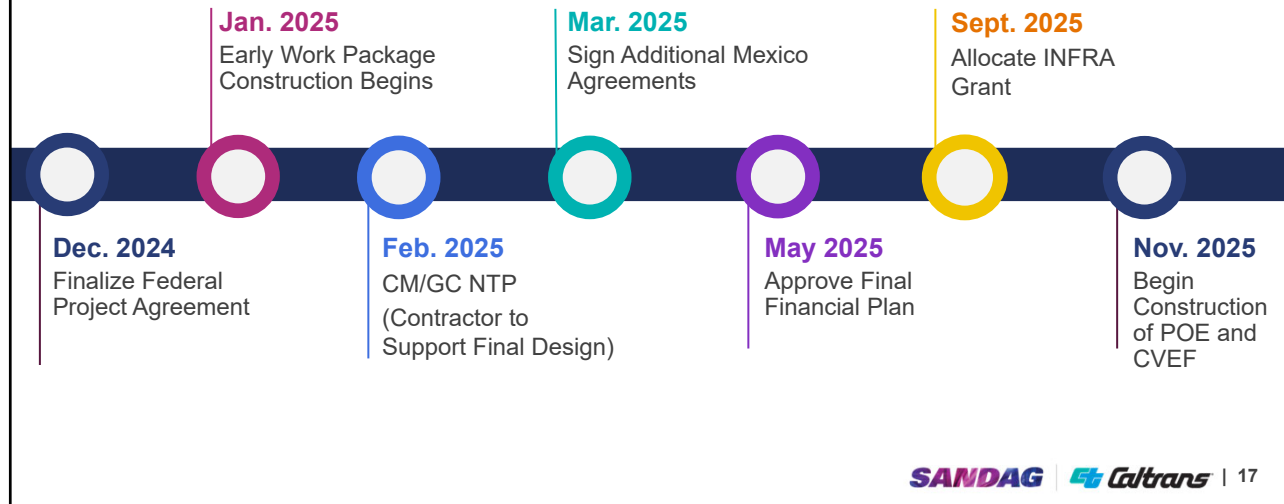 Jan. 2025
Early Work Package
Construction Begins
Mar. 2025
Sign Additional Mexico
Agreements
Sept. 2025
Allocate INFRA
Grant
Dec. 2024
Finalize Federal
Project Agreement
Feb. 2025
CM/GC NTP
(Contractor to
Support Final Design)
May 2025
Approve Final
Financial Plan
Nov. 2025
Begin
Construction
of POE and
CVEF
SANDAG | ct Caltrans | 17